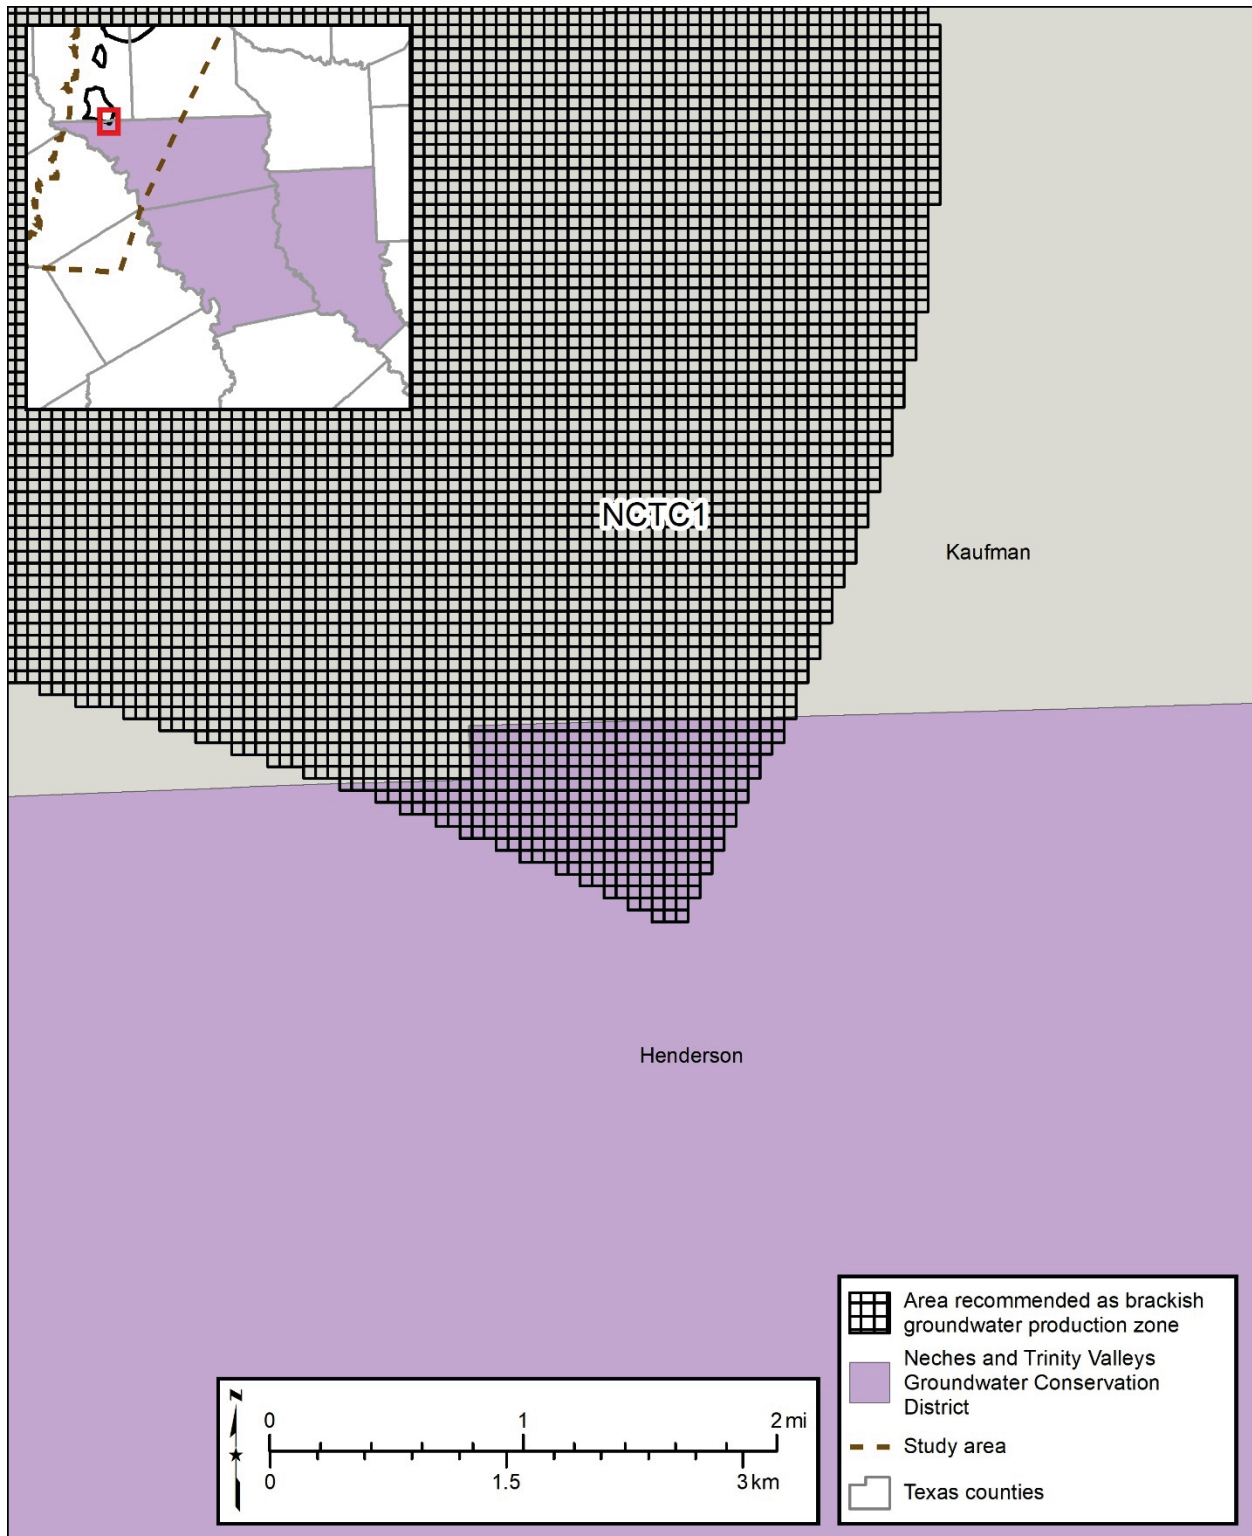 NCTC1
Kaufman
Henderson
Area recommended as brackish
groundwater production zone
Neches and Trinity Valleys
Groundwater Conservation
District
Study area
Texas counties
N
0 1 2 mi
0 1.5 3 km